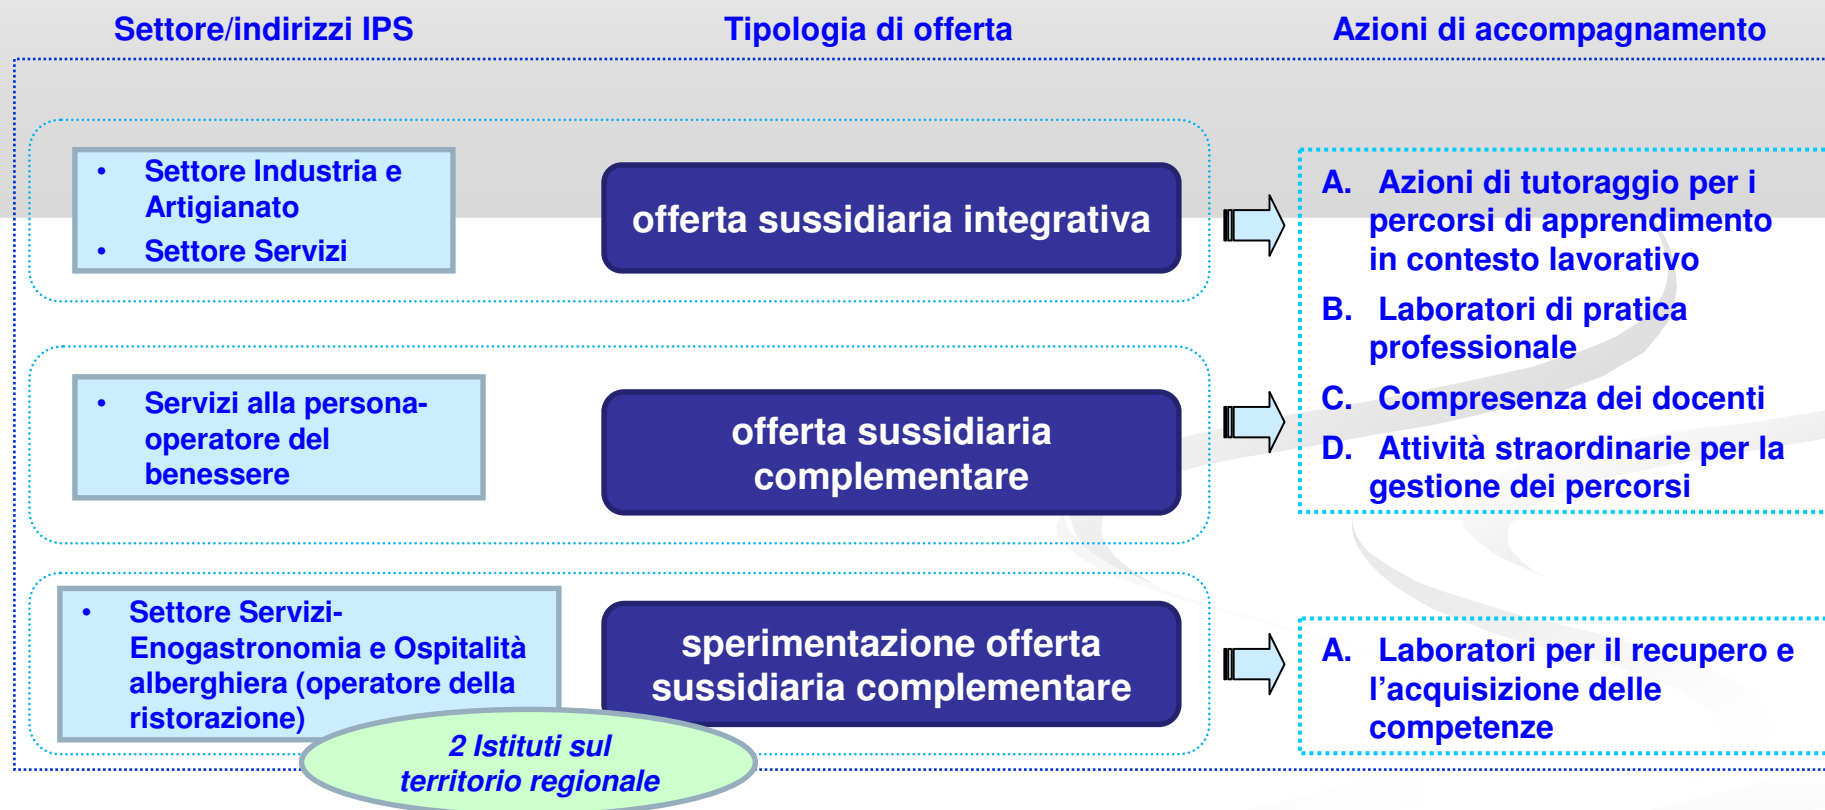 Settore/indirizzi IPS
Tipologia di offerta
Azioni di accompagnamento
• Settore Industria e
Artigianato
• Settore Servizi
offerta sussidiaria integrativa
A. Azioni di tutoraggio per i
percorsi di apprendimento
in contesto lavorativo
B. Laboratori di pratica
professionale
C. Compresenza dei docenti
D. Attività straordinarie per la
gestione dei percorsi
• Servizi alla persona-
operatore del
benessere
offerta sussidiaria
complementare
• Settore Servizi-
Enogastronomia e Ospitalità
alberghiera (operatore della
ristorazione)
sperimentazione offerta
sussidiaria complementare
A. Laboratori per il recupero e
l'acquisizione delle
competenze
2 Istituti sul
territorio regionale